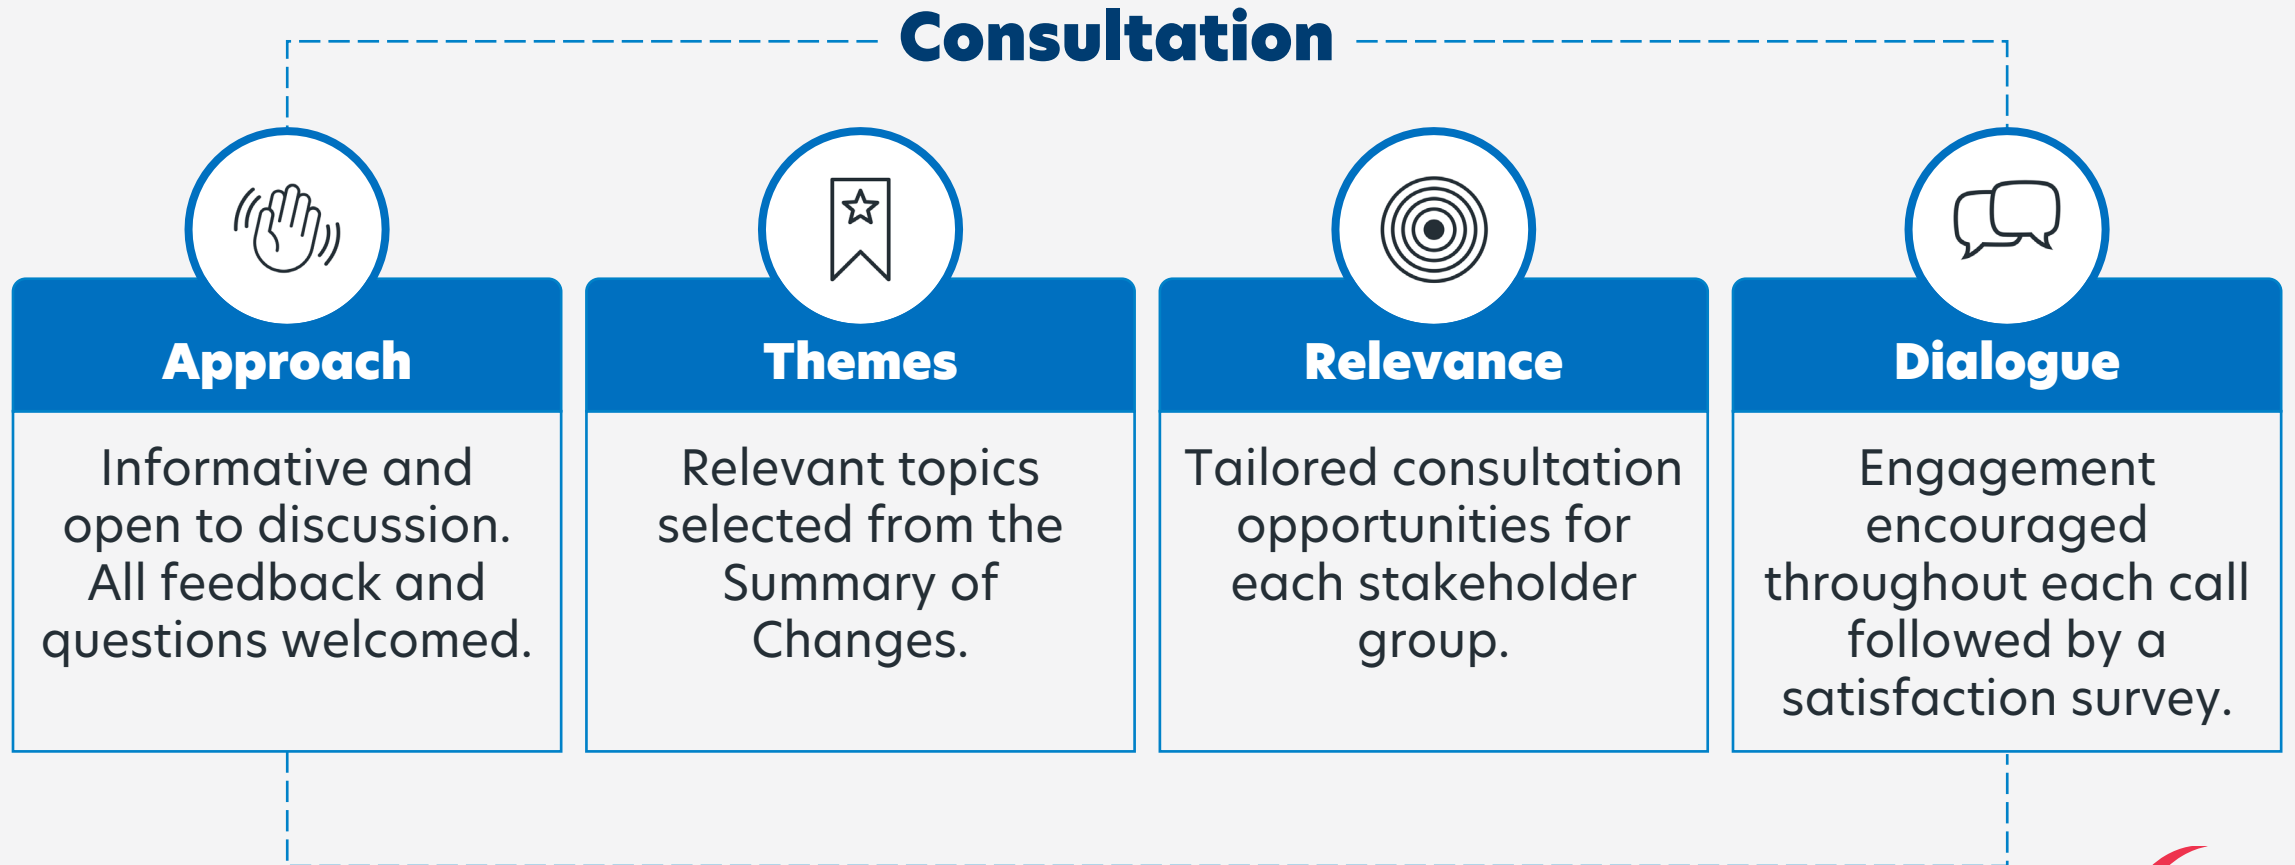 Consultation
Approach
Informative and
open to discussion.
All feedback and
questions welcomed.
Themes
Relevant topics
selected from the
Summary of
Changes.
Relevance
Tailored consultation
opportunities for
each stakeholder
group.
Dialogue
Engagement
encouraged
throughout each call
followed by a
satisfaction survey.